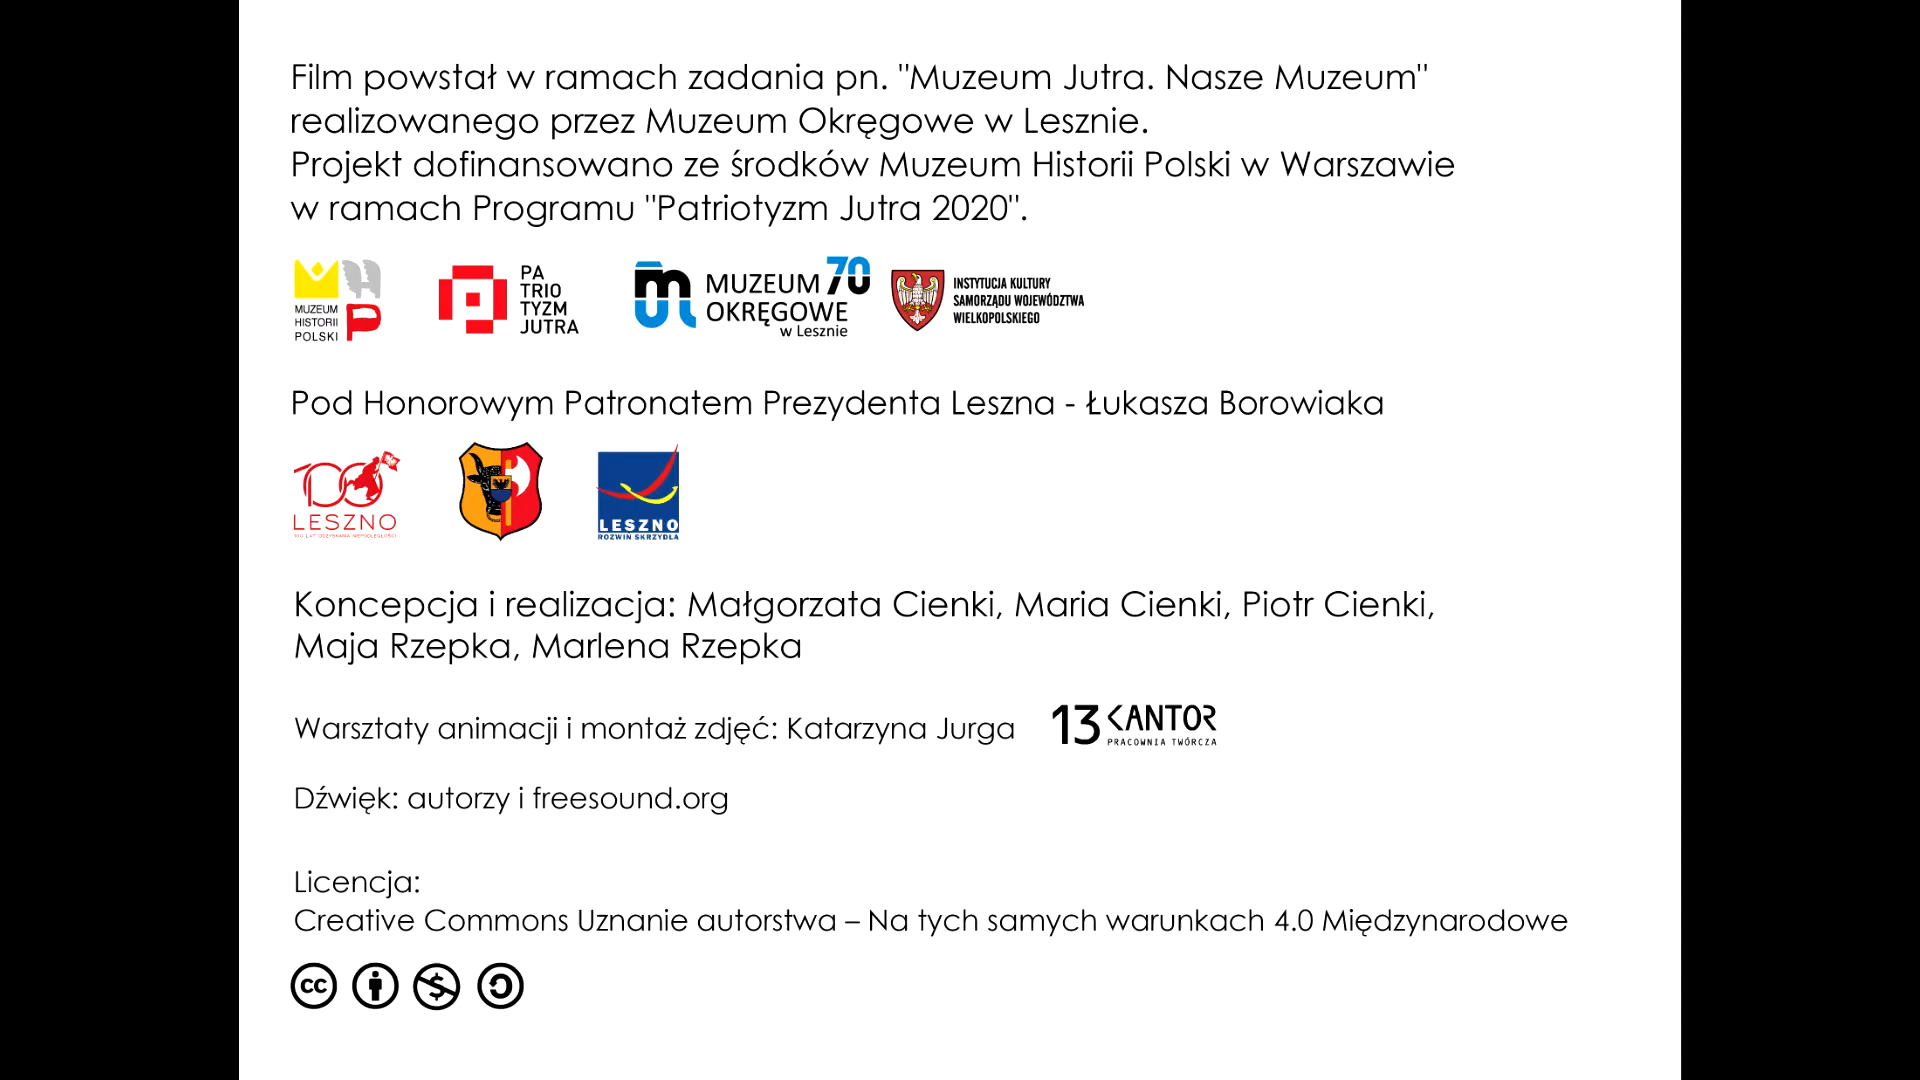 Film powstał w ramach zadania pn. "Muzeum Jutra. Nasze Muzeum"
realizowanego przez Muzeum Okręgowe w Lesznie.
Projekt dofinansowano ze środków Muzeum Historii Polski w Warszawie
w ramach Programu "Patriotyzm Jutra 2020".
MUZEUM
HISTORII
POLSKI
PA
TRIO
TYZM
JUTRA
MUZEUM 70
OKRĘGOWE
w Lesznie
INSTYTUCJA KULTURY
SAMORZĄDU WOJEWÓDZTWA
WIELKOPOLSKIEGO
Pod Honorowym Patronatem Prezydenta Leszna - Łukasza Borowiaka
100
LESZNO
LESZNO
ROZWIŃ SKRZYDŁA
Koncepcja i realizacja: Małgorzata Cienki, Maria Cienki, Piotr Cienki,
Maja Rzepka, Marlena Rzepka
Warsztaty animacji i montaż zdjęć: Katarzyna Jurga
13 KANTOR
PRACOWNIA TWÓRCZA
Dźwięk: autorzy i freesound.org
Licencja:
Creative Commons Uznanie autorstwa – Na tych samych warunkach 4.0 Międzynarodowe
cc